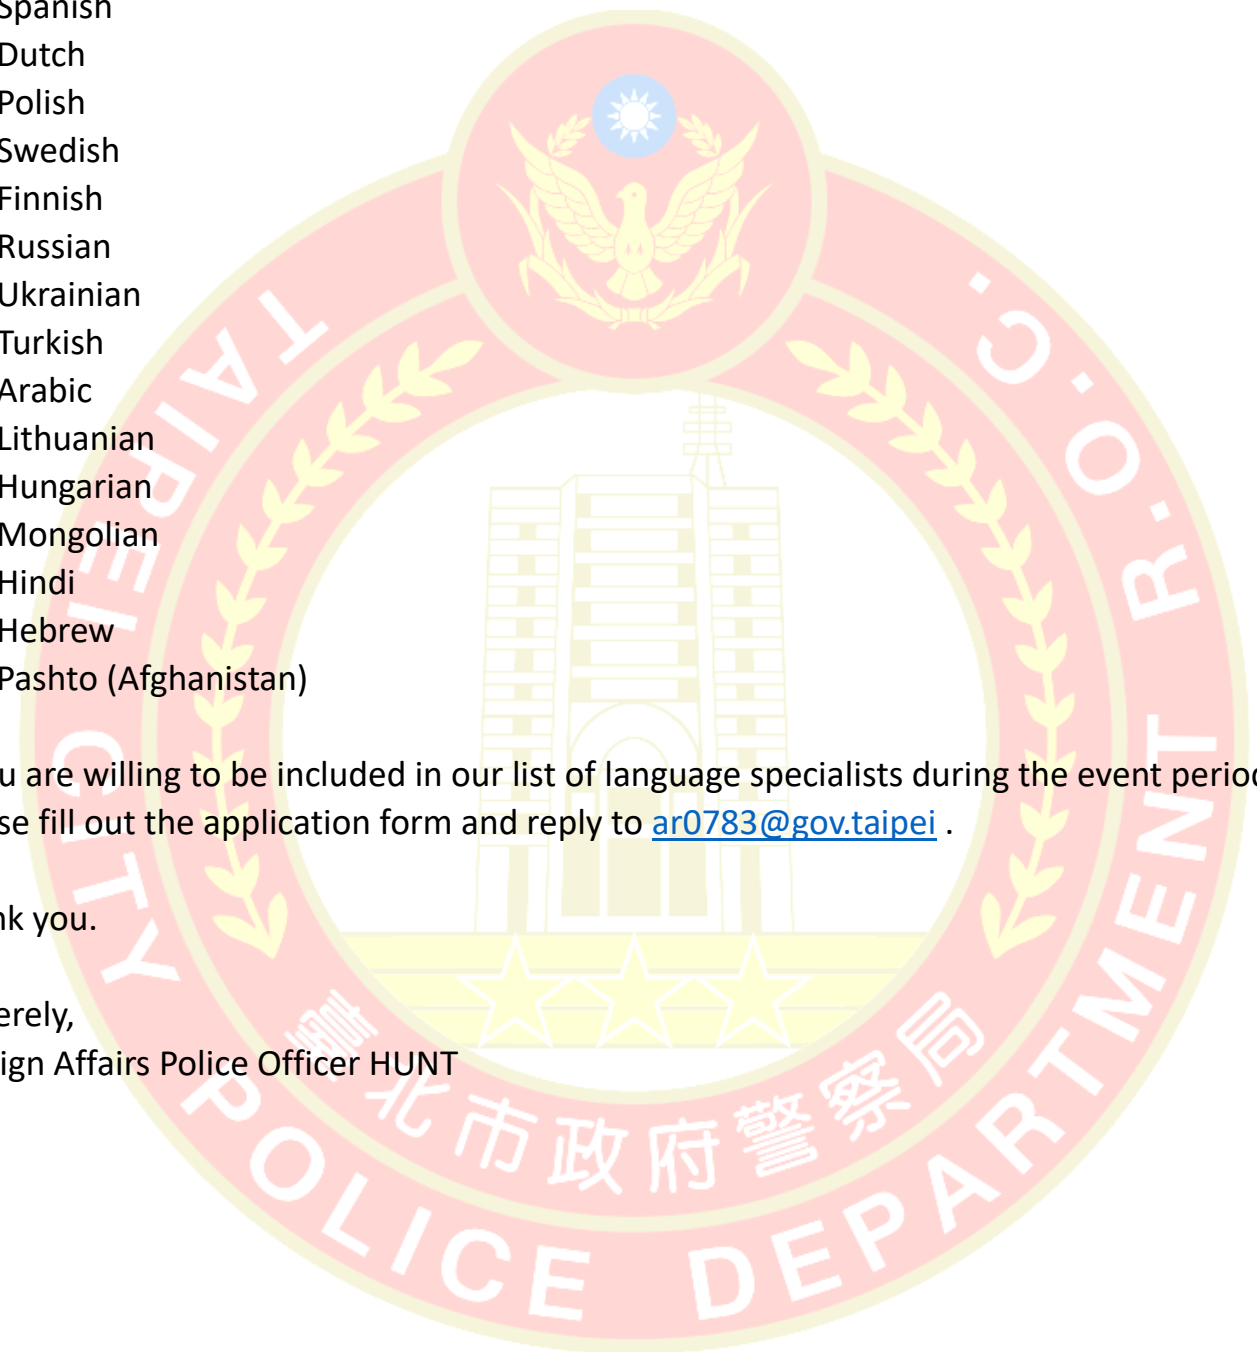 Spanish
Dutch
Polish
Swedish
Finnish
Russian
Ukrainian
Turkish
Arabic
Lithuanian
Hungarian
Mongolian
Hindi
Hebrew
Pashto (Afghanistan)
u are willing to be included in our list of language specialists during the event period
se fill out the application form and reply to ar0783@gov.taipei .
nk you.
erely,
ign Affairs Police Officer HUNT
臺北市政府警察局
TAIPEI CITY POLICE DEPARTMENT R.O.C.